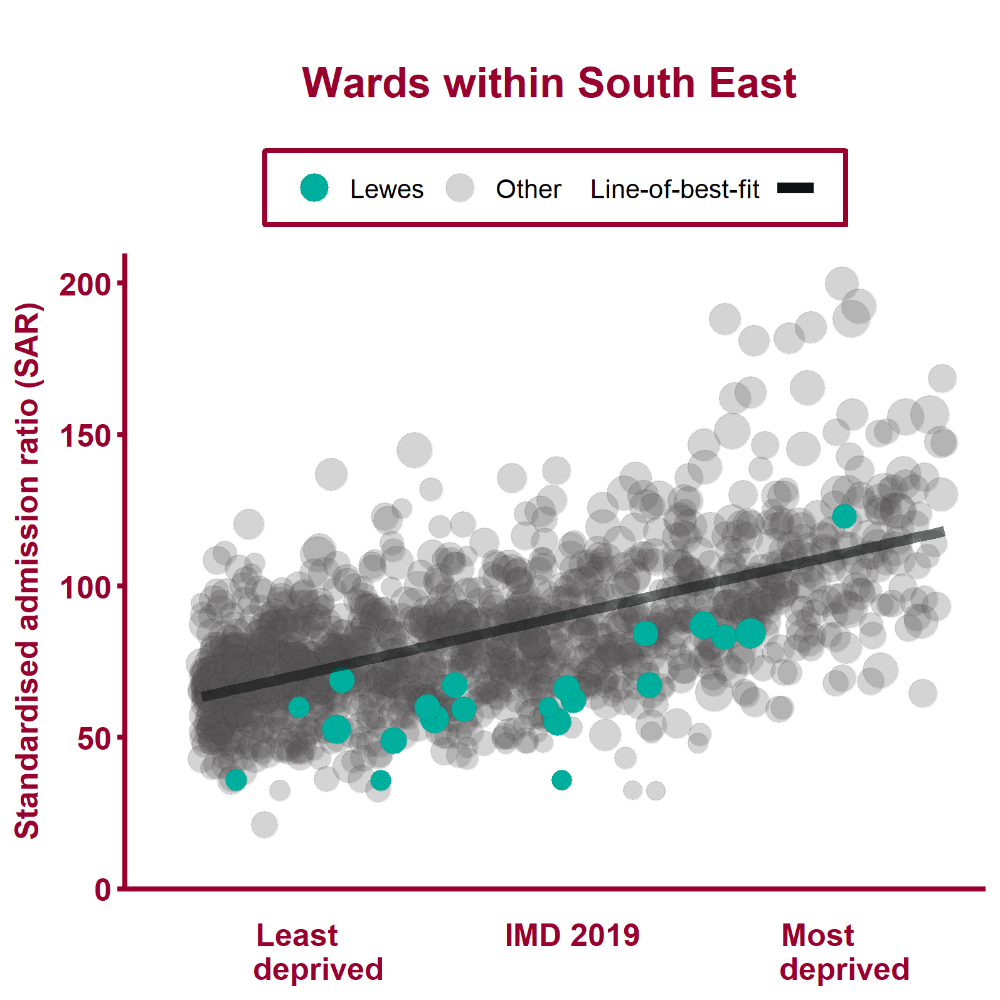 Wards within South East
Lewes Other Line-of-best-fit
Standardised admission ratio (SAR)
200
150
100
50
0
Least deprived
IMD 2019
Most deprived